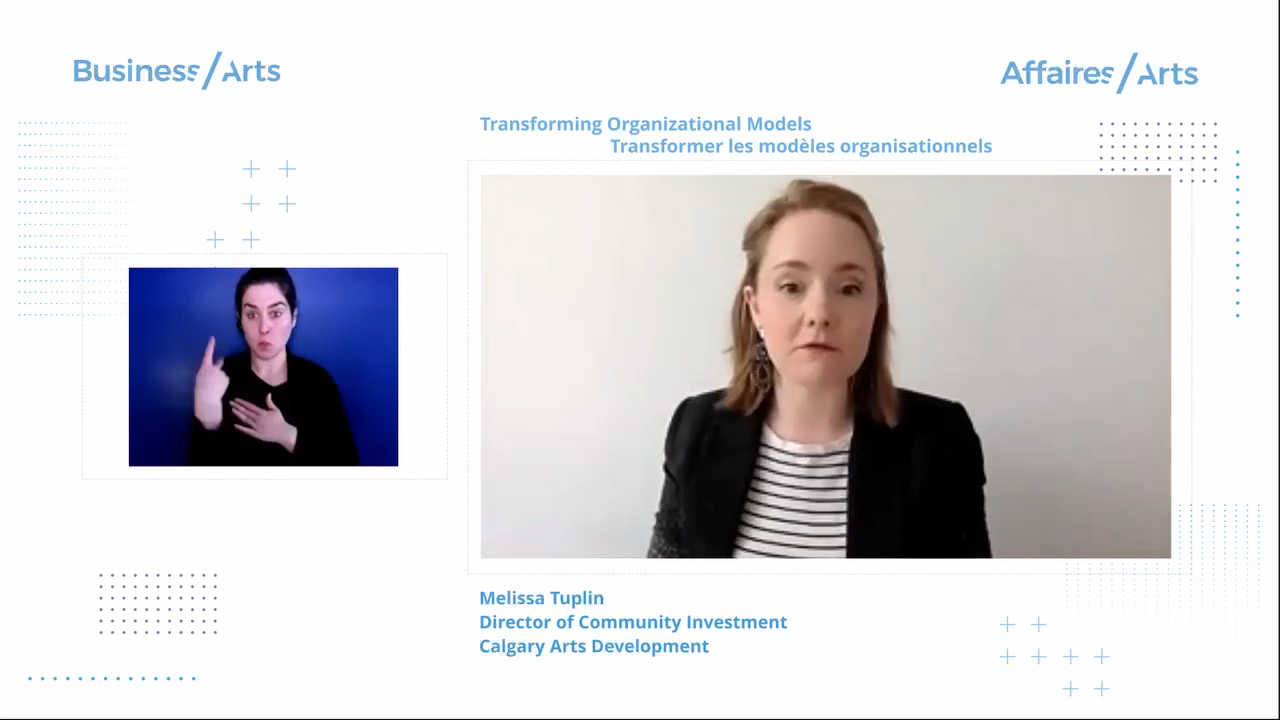 Business/Arts
Affaires/Arts
Transforming Organizational Models
Transformer les modèles organisationnels
Melissa Tuplin
Director of Community Investment
Calgary Arts Development